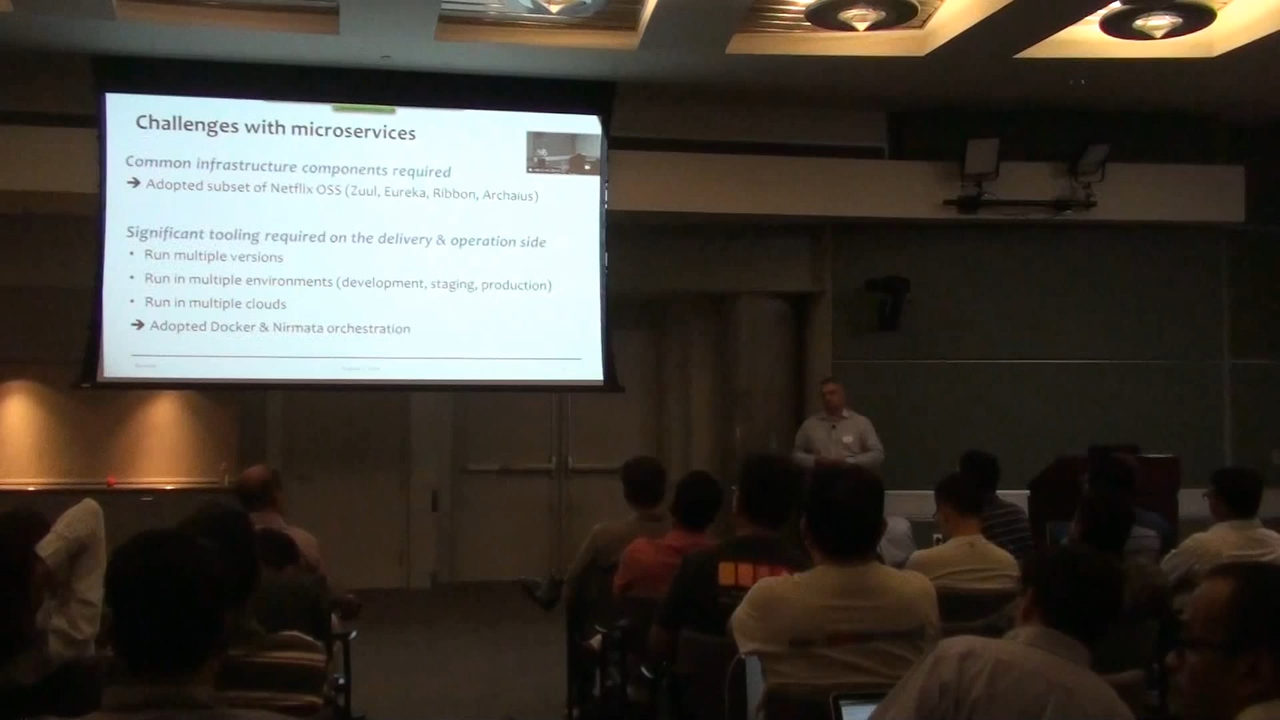 Challenges with microservices
Common infrastructure components required
➔ Adopted subset of Netflix OSS (Zuul, Eureka, Ribbon, Archaius)
Significant tooling required on the delivery & operation side
• Run multiple versions
• Run in multiple environments (development, staging, production)
• Run in multiple clouds
➔ Adopted Docker & Nirmata orchestration